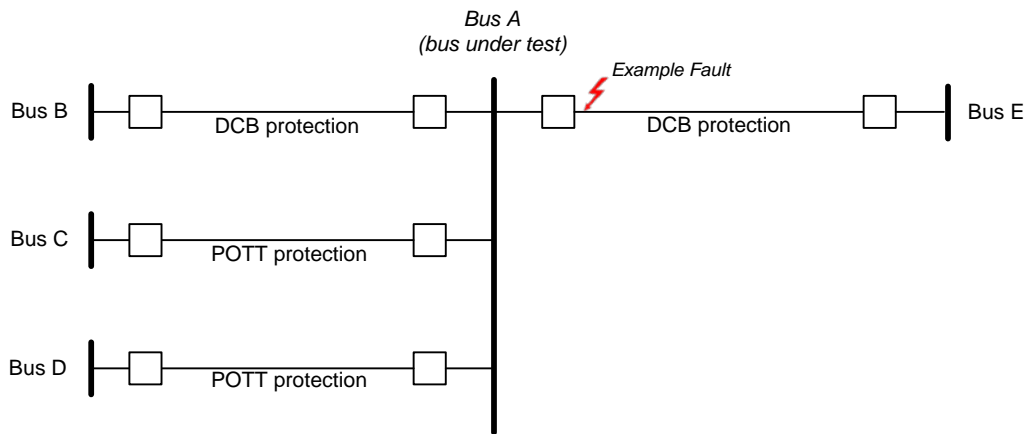 Bus A
(bus under test)
Example Fault
Bus B
DCB protection
DCB protection
Bus E
Bus C
POTT protection
Bus D
POTT protection